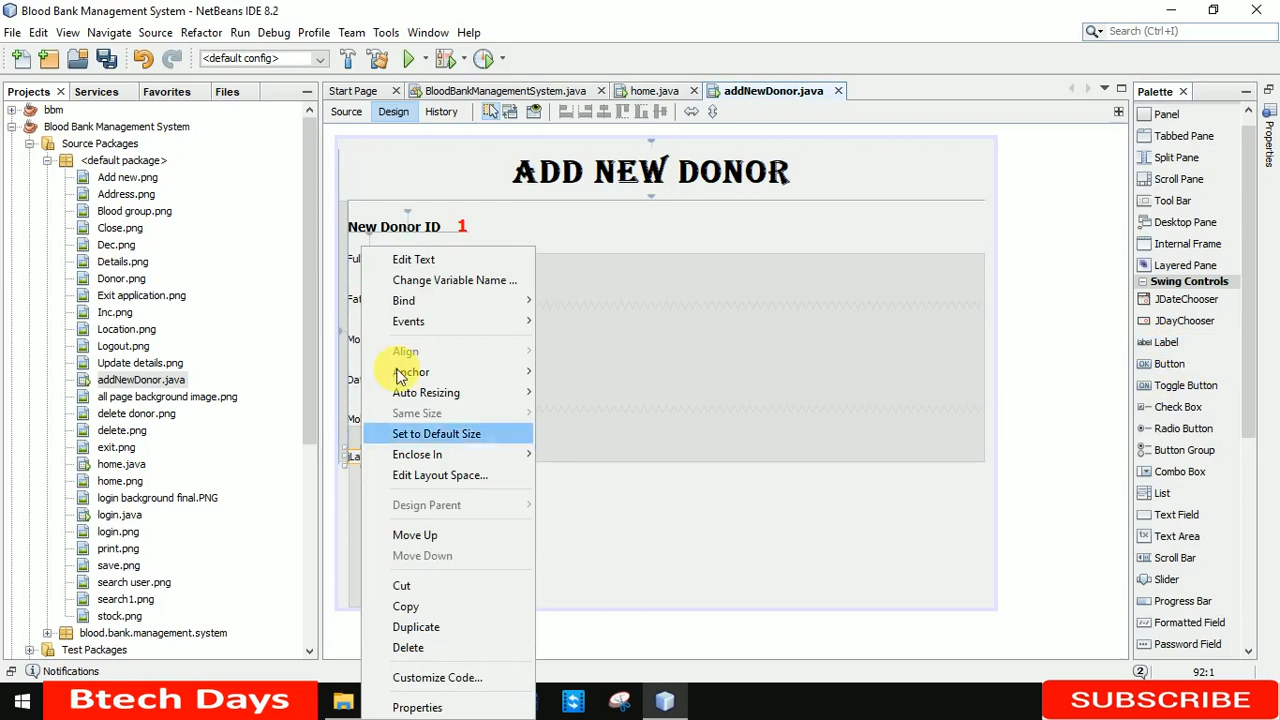 Blood Bank Management System - NetBeans IDE 8.2
File Edit View Navigate Source Refactor Run Debug Profile Team Tools Window Help
Search (Ctrl+I)
<default config>
Projects Services Favorites Files
Start Page BloodBankManagementSystem.java home.java addNewDonor.java
Palette
Properties
Source Design History
bbm
Blood Bank Management System
Source Packages
<default package>
Add new.png
Address.png
Blood group.png
Close.png
Dec.png
Details.png
Donor.png
Exit application.png
Inc.png
Location.png
Logout.png
Update details.png
addNewDonor.java
all page background image.png
delete donor.png
delete.png
exit.png
home.java
home.png
login background final.PNG
login.java
login.png
print.png
save.png
search user.png
search1.png
stock.png
blood.bank.management.system
Test Packages
ADD NEW DONOR
New Donor ID 1
Ful
Fat
Mo
Dat
Mo
jLa
Edit Text
Change Variable Name ...
Bind
Events
Align
Anchor
Auto Resizing
Same Size
Set to Default Size
Enclose In
Edit Layout Space...
Design Parent
Move Up
Move Down
Cut
Copy
Duplicate
Delete
Customize Code...
Properties
Panel
Tabbed Pane
Split Pane
Scroll Pane
Tool Bar
Desktop Pane
Internal Frame
Layered Pane
Swing Controls
JDateChooser
JDayChooser
Label
Button
Toggle Button
Check Box
Radio Button
Button Group
Combo Box
List
Text Field
Text Area
Scroll Bar
Slider
Progress Bar
Formatted Field
Password Field
Notifications
2
92:1
Btech Days
SUBSCRIBE